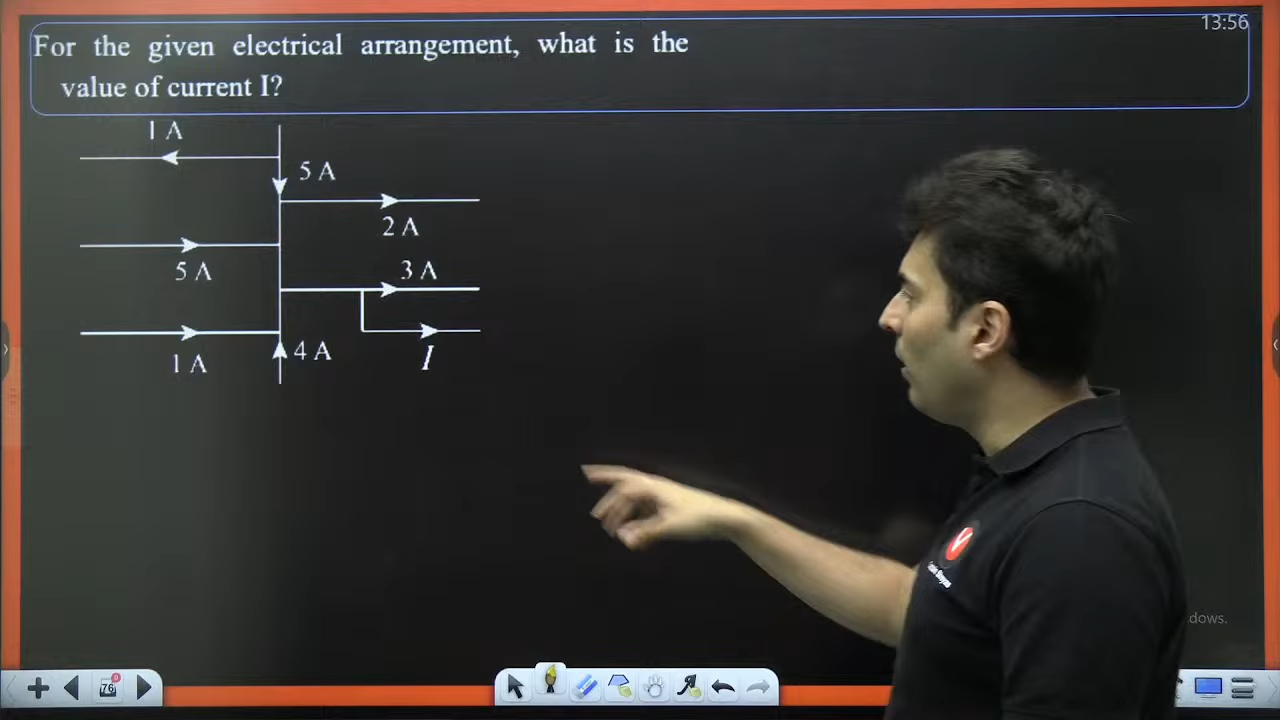 13:56
For the given electrical arrangement, what is the
value of current I?
1 A
5 A
2 A
5 A
3 A
1 A
4 A
I
76
dows.